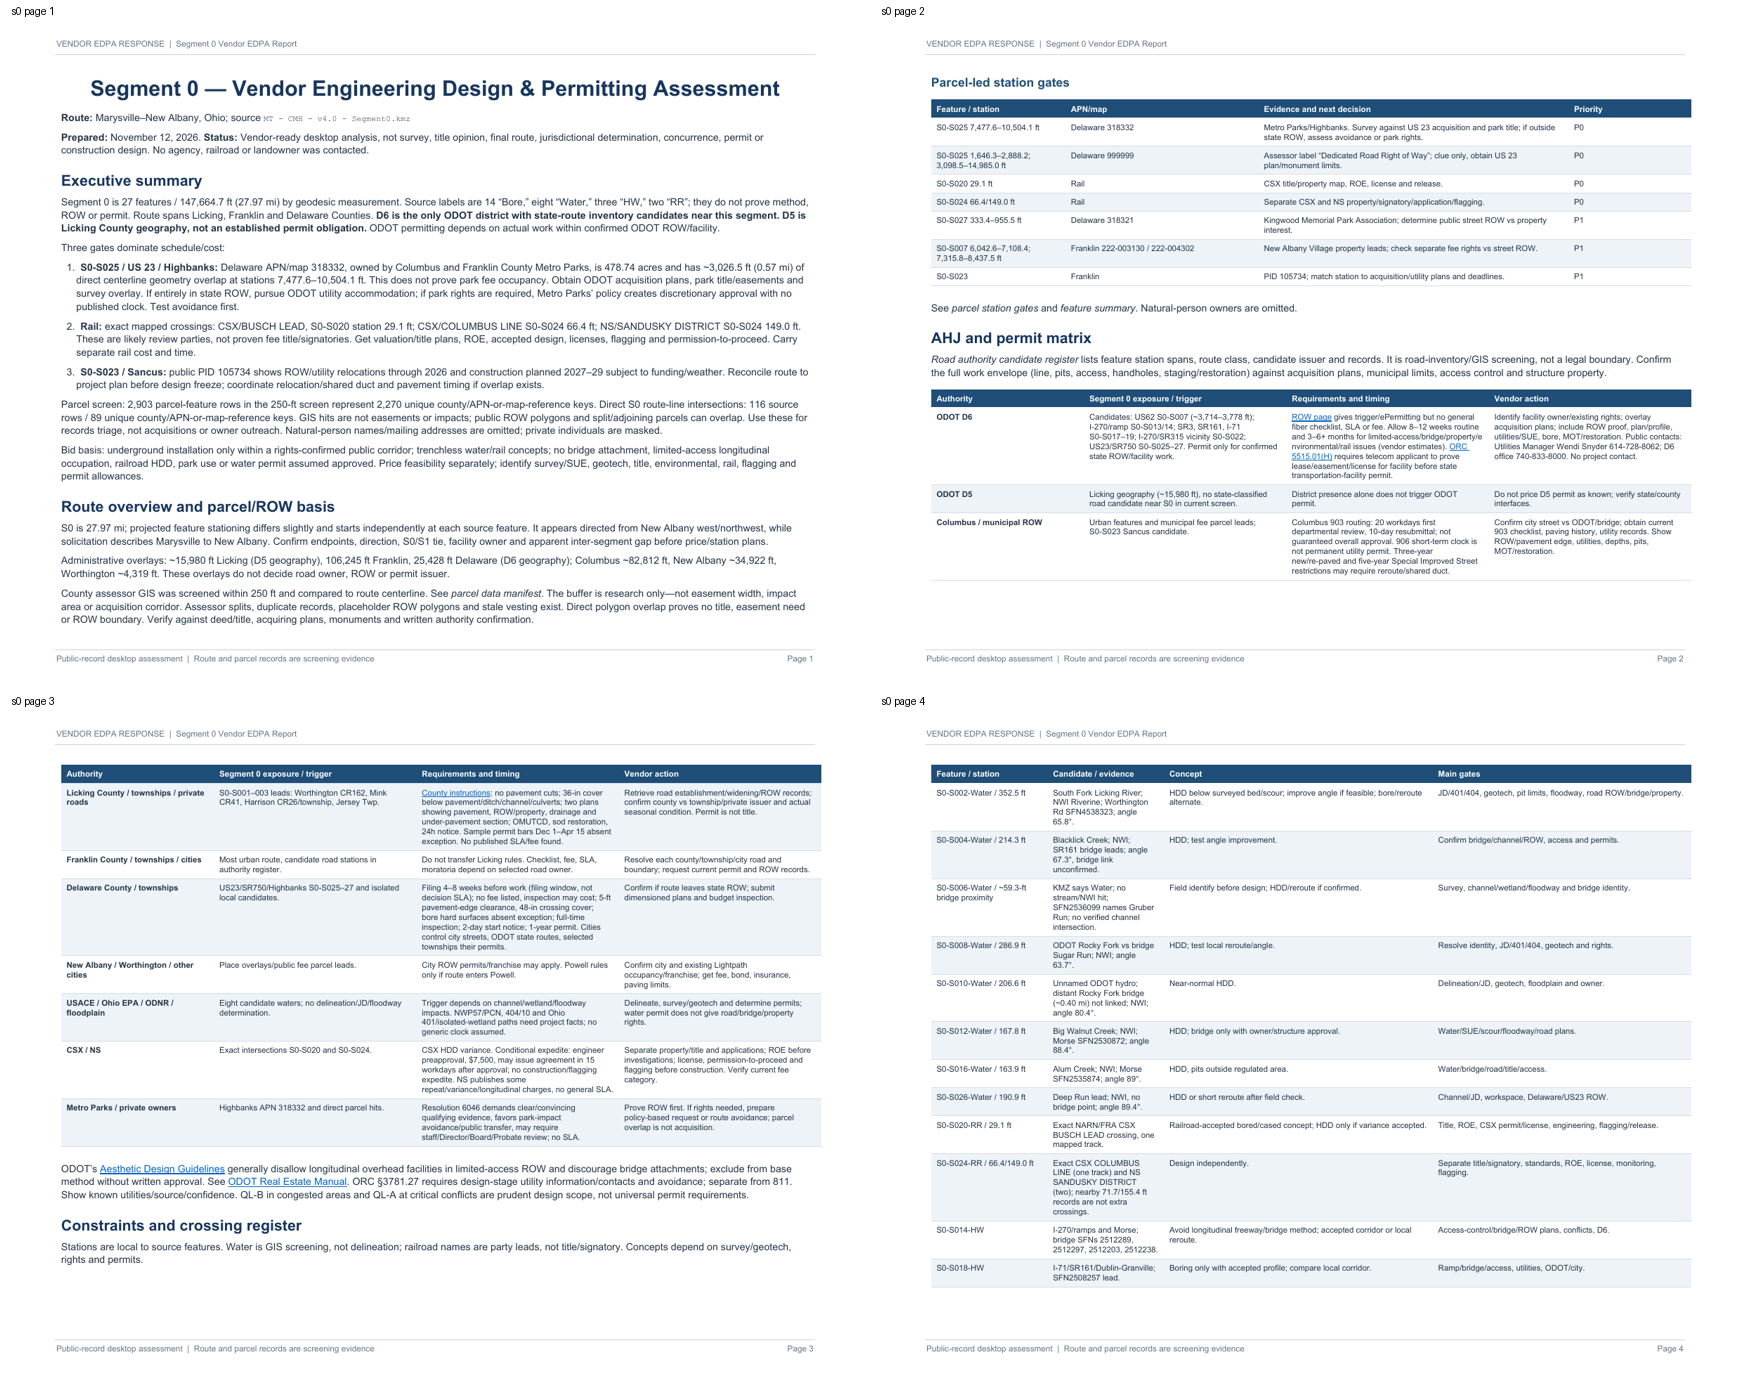 s0 page 1
VENDOR EDPA RESPONSE | Segment 0 Vendor EDPA Report
Segment 0 — Vendor Engineering Design & Permitting Assessment
Route: Marysville–New Albany, Ohio; source MT - CMH - v4.0 - Segment0.kmz
Prepared: November 12, 2026. Status: Vendor-ready desktop analysis, not survey, title opinion, final route, jurisdictional determination, concurrence, permit or
construction design. No agency, railroad or landowner was contacted.
Executive summary
Segment 0 is 27 features / 147,664.7 ft (27.97 mi) by geodesic measurement. Source labels are 14 “Bore,” eight “Water,” three “HW,” two “RR”; they do not prove method,
ROW or permit. Route spans Licking, Franklin and Delaware Counties. D6 is the only ODOT district with state-route inventory candidates near this segment. D5 is
Licking County geography, not an established permit obligation. ODOT permitting depends on actual work within confirmed ODOT ROW/facility.
Three gates dominate schedule/cost:
1. S0-S025 / US 23 / Highbanks: Delaware APN/map 318332, owned by Columbus and Franklin County Metro Parks, is 478.74 acres and has ~3,026.5 ft (0.57 mi) of
direct centerline geometry overlap at stations 7,477.6–10,504.1 ft. This does not prove park fee occupancy. Obtain ODOT acquisition plans, park title/easements and
survey overlay. If entirely in state ROW, pursue ODOT utility accommodation; if park rights are required, Metro Parks’ policy creates discretionary approval with no
published clock. Test avoidance first.
2. Rail: exact mapped crossings: CSX/BUSCH LEAD, S0-S020 station 29.1 ft; CSX/COLUMBUS LINE S0-S024 66.4 ft; NS/SANDUSKY DISTRICT S0-S024 149.0 ft.
These are likely review parties, not proven fee title/signatories. Get valuation/title plans, ROE, accepted design, licenses, flagging and permission-to-proceed. Carry
separate rail cost and time.
3. S0-S023 / Sancus: public PID 105734 shows ROW/utility relocations through 2026 and construction planned 2027–29 subject to funding/weather. Reconcile route to
project plan before design freeze; coordinate relocation/shared duct and pavement timing if overlap exists.
Parcel screen: 2,903 parcel-feature rows in the 250-ft screen represent 2,270 unique county/APN-or-map-reference keys. Direct S0 route-line intersections: 116 source
rows / 89 unique county/APN-or-map-reference keys. GIS hits are not easements or impacts; public ROW polygons and split/adjoining parcels can overlap. Use these for
records triage, not acquisitions or owner outreach. Natural-person names/mailing addresses are omitted; private individuals are masked.
Bid basis: underground installation only within a rights-confirmed public corridor; trenchless water/rail concepts; no bridge attachment, limited-access longitudinal
occupation, railroad HDD, park use or water permit assumed approved. Price feasibility separately; identify survey/SUE, geotech, title, environmental, rail, flagging and
permit allowances.
Route overview and parcel/ROW basis
S0 is 27.97 mi; projected feature stationing differs slightly and starts independently at each source feature. It appears directed from New Albany west/northwest, while
solicitation describes Marysville to New Albany. Confirm endpoints, direction, S0/S1 tie, facility owner and apparent inter-segment gap before price/station plans.
Administrative overlays: ~15,980 ft Licking (D5 geography), 106,245 ft Franklin, 25,428 ft Delaware (D6 geography); Columbus ~82,812 ft, New Albany ~34,922 ft,
Worthington ~4,319 ft. These overlays do not decide road owner, ROW or permit issuer.
County assessor GIS was screened within 250 ft and compared to route centerline. See parcel data manifest. The buffer is research only—not easement width, impact
area or acquisition corridor. Assessor splits, duplicate records, placeholder ROW polygons and stale vesting exist. Direct polygon overlap proves no title, easement need
or ROW boundary. Verify against deed/title, acquiring plans, monuments and written authority confirmation.
Public-record desktop assessment | Route and parcel records are screening evidence
Page 1
s0 page 2
VENDOR EDPA RESPONSE | Segment 0 Vendor EDPA Report
Parcel-led station gates
Feature / station APN/map Evidence and next decision Priority
S0-S025 7,477.6–10,504.1 ft Delaware 318332 Metro Parks/Highbanks. Survey against US 23 acquisition and park title; if outside P0
state ROW, assess avoidance or park rights.
S0-S025 1,646.3–2,888.2; Delaware 999999 Assessor label “Dedicated Road Right of Way”; clue only, obtain US 23 P0
3,098.5–14,985.0 ft plan/monument limits.
S0-S020 29.1 ft Rail CSX title/property map, ROE, license and release. P0
S0-S024 66.4/149.0 ft Rail Separate CSX and NS property/signatory/application/flagging. P0
S0-S027 333.4–955.5 ft Delaware 318321 Kingwood Memorial Park Association; determine public street ROW vs property P1
interest.
S0-S007 6,042.6–7,108.4; Franklin 222-003130 / 222-004302 New Albany Village property leads; check separate fee rights vs street ROW. P1
7,315.8–8,437.5 ft
S0-S023 Franklin PID 105734; match station to acquisition/utility plans and deadlines. P1
See parcel station gates and feature summary. Natural-person owners are omitted.
AHJ and permit matrix
Road authority candidate register lists feature station spans, route class, candidate issuer and records. It is road-inventory/GIS screening, not a legal boundary. Confirm
the full work envelope (line, pits, access, handholes, staging/restoration) against acquisition plans, municipal limits, access control and structure property.
Authority Segment 0 exposure / trigger Requirements and timing Vendor action
ODOT D6
Candidates: US62 S0-S007 (~3,714–3,778 ft);
I-270/ramp S0-S013/14; SR3, SR161, I-71
S0-S017–19; I-270/SR315 vicinity S0-S022;
US23/SR750 S0-S025–27. Permit only for confirmed
state ROW/facility work.
ROW page gives trigger/ePermitting but no general
fiber checklist, SLA or fee. Allow 8–12 weeks routine
and 3–6+ months for limited-access/bridge/property/e
nvironmental/rail issues (vendor estimates). ORC
5515.01(H) requires telecom applicant to prove
lease/easement/license for facility before state
transportation-facility permit.
Identify facility owner/existing rights; overlay
acquisition plans; include ROW proof, plan/profile,
utilities/SUE, bore, MOT/restoration. Public contacts:
Utilities Manager Wendi Snyder 614-728-8062; D6
office 740-833-8000. No project contact.
ODOT D5
Licking geography (~15,980 ft), no state-classified
road candidate near S0 in current screen.
District presence alone does not trigger ODOT
permit.
Do not price D5 permit as known; verify state/county
interfaces.
Columbus / municipal ROW
Urban features and municipal fee parcel leads;
S0-S023 Sancus candidate.
Columbus 903 routing: 20 workdays first
departmental review, 10-day resubmittal; not
guaranteed overall approval. 906 short-term clock is
not permanent utility permit. Three-year
new/re-paved and five-year Special Improved Street
restrictions may require reroute/shared duct.
Confirm city street vs ODOT/bridge; obtain current
903 checklist, paving history, utility records. Show
ROW/pavement edge, utilities, depths, pits,
MOT/restoration.
Public-record desktop assessment | Route and parcel records are screening evidence
Page 2
s0 page 3
VENDOR EDPA RESPONSE | Segment 0 Vendor EDPA Report
Authority Segment 0 exposure / trigger Requirements and timing Vendor action
Licking County / townships / private
roads
S0-S001–003 leads: Worthington CR162, Mink
CR41, Harrison CR26/township, Jersey Twp.
County instructions: no pavement cuts; 36-in cover
below pavement/ditch/channel/culverts; two plans
showing pavement, ROW/property, drainage and
under-pavement section; OMUTCD, sod restoration,
24h notice. Sample permit bars Dec 1–Apr 15 absent
exception. No published SLA/fee found.
Retrieve road establishment/widening/ROW records;
confirm county vs township/private issuer and actual
seasonal condition. Permit is not title.
Franklin County / townships / cities
Most urban route, candidate road stations in
authority register.
Do not transfer Licking rules. Checklist, fee, SLA,
moratoria depend on selected road owner.
Resolve each county/township/city road and
boundary; request current permit and ROW records.
Delaware County / townships
US23/SR750/Highbanks S0-S025–27 and isolated
local candidates.
Filing 4–8 weeks before work (filing window, not
decision SLA); no fee listed, inspection may cost; 5-ft
pavement-edge clearance, 48-in crossing cover;
bore hard surfaces absent exception; full-time
inspection; 2-day start notice; 1-year permit. Cities
control city streets, ODOT state routes, selected
townships their permits.
Confirm if route leaves state ROW; submit
dimensioned plans and budget inspection.
New Albany / Worthington / other
cities
Place overlays/public fee parcel leads.
City ROW permits/franchise may apply. Powell rules
only if route enters Powell.
Confirm city and existing Lightpath
occupancy/franchise; get fee, bond, insurance,
paving limits.
USACE / Ohio EPA / ODNR /
floodplain
Eight candidate waters; no delineation/JD/floodway
determination.
Trigger depends on channel/wetland/floodway
impacts. NWP57/PCN, 404/10 and Ohio
401/isolated-wetland paths need project facts; no
generic clock assumed.
Delineate, survey/geotech and determine permits;
water permit does not give road/bridge/property
rights.
CSX / NS
Exact intersections S0-S020 and S0-S024.
CSX HDD variance. Conditional expedite: engineer
preapproval, $7,500, may issue agreement in 15
workdays after approval; no construction/flagging
expedite. NS publishes some
repeat/variance/longitudinal charges, no general SLA.
Separate property/title and applications; ROE before
investigations; license, permission-to-proceed and
flagging before construction. Verify current fee
category.
Metro Parks / private owners
Highbanks APN 318332 and direct parcel hits.
Resolution 6046 demands clear/convincing
qualifying evidence, favors park-impact
avoidance/public transfer, may require
staff/Director/Board/Probate review; no SLA.
Prove ROW first. If rights needed, prepare
policy-based request or route avoidance; parcel
overlap is not acquisition.
ODOT’s Aesthetic Design Guidelines generally disallow longitudinal overhead facilities in limited-access ROW and discourage bridge attachments; exclude from base
method without written approval. See ODOT Real Estate Manual. ORC §3781.27 requires design-stage utility information/contacts and avoidance; separate from 811.
Show known utilities/source/confidence. QL-B in congested areas and QL-A at critical conflicts are prudent design scope, not universal permit requirements.
Constraints and crossing register
Stations are local to source features. Water is GIS screening, not delineation; railroad names are party leads, not title/signatory. Concepts depend on survey/geotech,
rights and permits.
Public-record desktop assessment | Route and parcel records are screening evidence
Page 3
s0 page 4
VENDOR EDPA RESPONSE | Segment 0 Vendor EDPA Report
Feature / station Candidate / evidence Concept Main gates
S0-S002-Water / 352.5 ft
South Fork Licking River;
NWI Riverine; Worthington
Rd SFN4538323; angle
65.8°.
HDD below surveyed bed/scour; improve angle if feasible; bore/reroute
alternate.
JD/401/404, geotech, pit limits, floodway, road ROW/bridge/property.
S0-S004-Water / 214.3 ft
Blacklick Creek; NWI;
SR161 bridge leads; angle
67.3°, bridge link
unconfirmed.
HDD; test angle improvement.
Confirm bridge/channel/ROW, access and permits.
S0-S006-Water / ~59.3-ft
bridge proximity
KMZ says Water; no
stream/NWI hit;
SFN2536099 names Gruber
Run; no verified channel
intersection.
Field identify before design; HDD/reroute if confirmed.
Survey, channel/wetland/floodway and bridge identity.
S0-S008-Water / 286.9 ft
ODOT Rocky Fork vs bridge
Sugar Run; NWI; angle
63.7°.
HDD; test local reroute/angle.
Resolve identity, JD/401/404, geotech and rights.
S0-S010-Water / 206.6 ft
Unnamed ODOT hydro;
distant Rocky Fork bridge
(~0.40 mi) not linked; NWI;
angle 80.4°.
Near-normal HDD.
Delineation/JD, geotech, floodplain and owner.
S0-S012-Water / 167.8 ft
Big Walnut Creek; NWI;
Morse SFN2530872; angle
88.4°.
HDD; bridge only with owner/structure approval.
Water/SUE/scour/floodway/road plans.
S0-S016-Water / 163.9 ft
Alum Creek; NWI; Morse
SFN2535874; angle 89°.
HDD, pits outside regulated area.
Water/bridge/road/title/access.
S0-S026-Water / 190.9 ft
Deep Run lead; NWI, no
bridge point; angle 89.4°.
HDD or short reroute after field check.
Channel/JD, workspace, Delaware/US23 ROW.
S0-S020-RR / 29.1 ft
Exact NARN/FRA CSX
BUSCH LEAD crossing, one
mapped track.
Railroad-accepted bored/cased concept; HDD only if variance accepted.
Title, ROE, CSX permit/license, engineering, flagging/release.
S0-S024-RR / 66.4/149.0 ft
Exact CSX COLUMBUS
LINE (one track) and NS
SANDUSKY DISTRICT
(two); nearby 71.7/155.4 ft
records are not extra
crossings.
Design independently.
Separate title/signatory, standards, ROE, license, monitoring,
flagging.
S0-S014-HW
I-270/ramps and Morse;
bridge SFNs 2512289,
2512297, 2512203, 2512238.
Avoid longitudinal freeway/bridge method; accepted corridor or local
reroute.
Access-control/bridge/ROW plans, conflicts, D6.
S0-S018-HW
I-71/SR161/Dublin-Granville;
SFN2508257 lead.
Boring only with accepted profile; compare local corridor.
Ramp/bridge/access, utilities, ODOT/city.
Public-record desktop assessment | Route and parcel records are screening evidence
Page 4